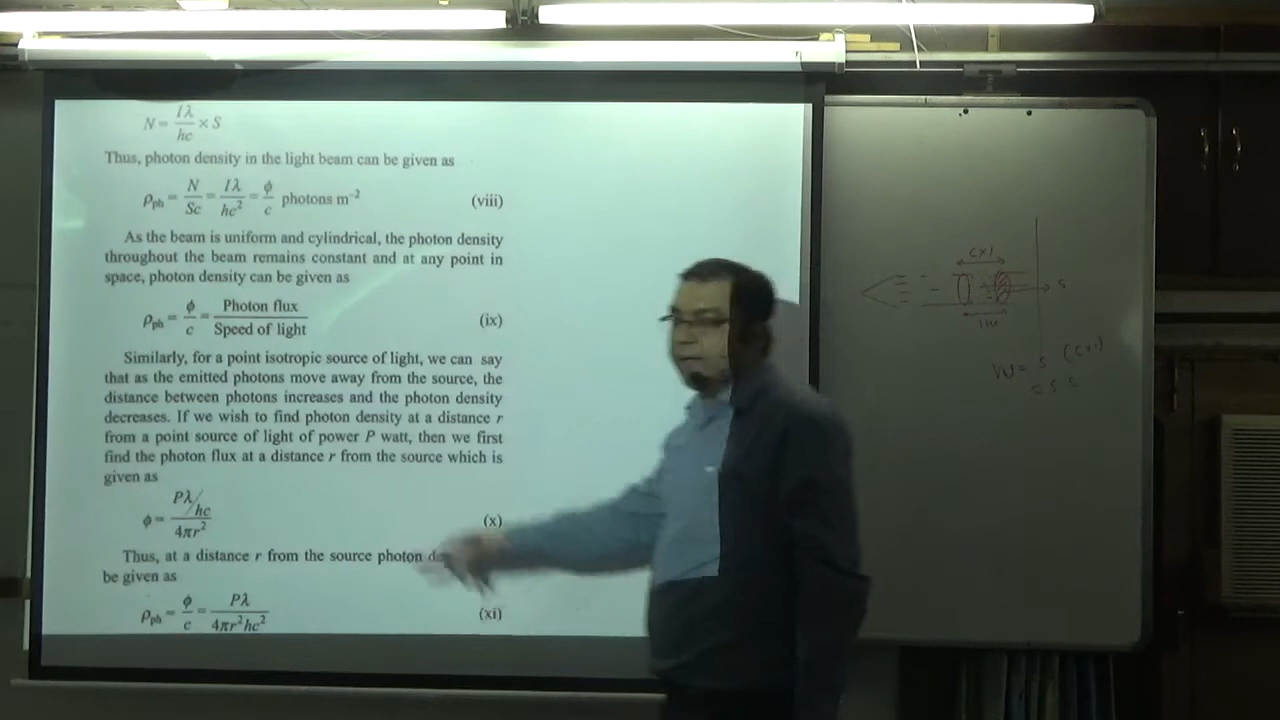 N = Iλ/hc × S
Thus, photon density in the light beam can be given as
ρph = N/Sc = Iλ/hc² = ϕ/c photons m⁻² (viii)
As the beam is uniform and cylindrical, the photon density
throughout the beam remains constant and at any point in
space, photon density can be given as
ρph = ϕ/c = Photon flux/Speed of light (ix)
Similarly, for a point isotropic source of light, we can say
that as the emitted photons move away from the source, the
distance between photons increases and the photon density
decreases. If we wish to find photon density at a distance r
from a point source of light of power P watt, then we first
find the photon flux at a distance r from the source which is
given as
ϕ = Pλ/hc / 4πr² (x)
Thus, at a distance r from the source photon
be given as
ρph = ϕ/c = Pλ/4πr²hc² (xi)
C×1
S